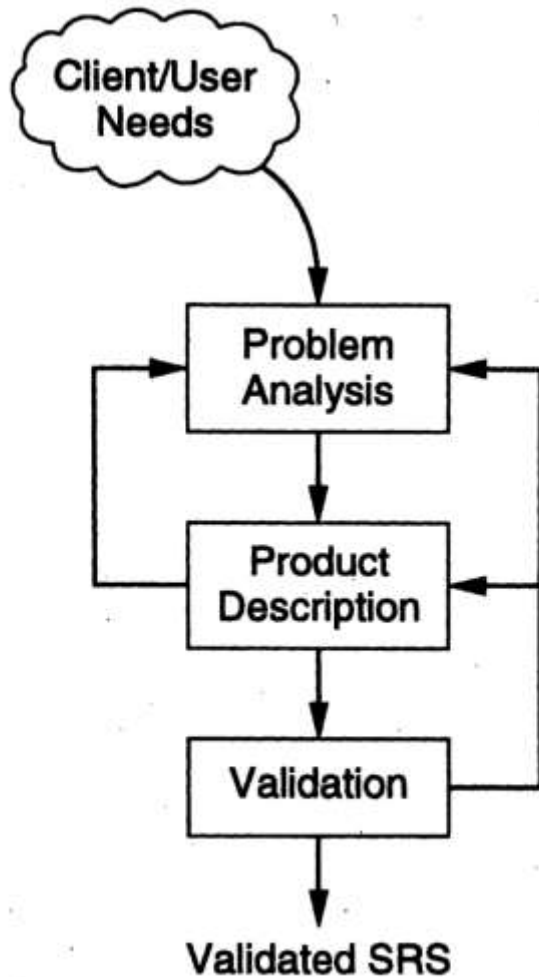 Client/User
Needs
Problem
Analysis
Product
Description
Validation
Validated SRS